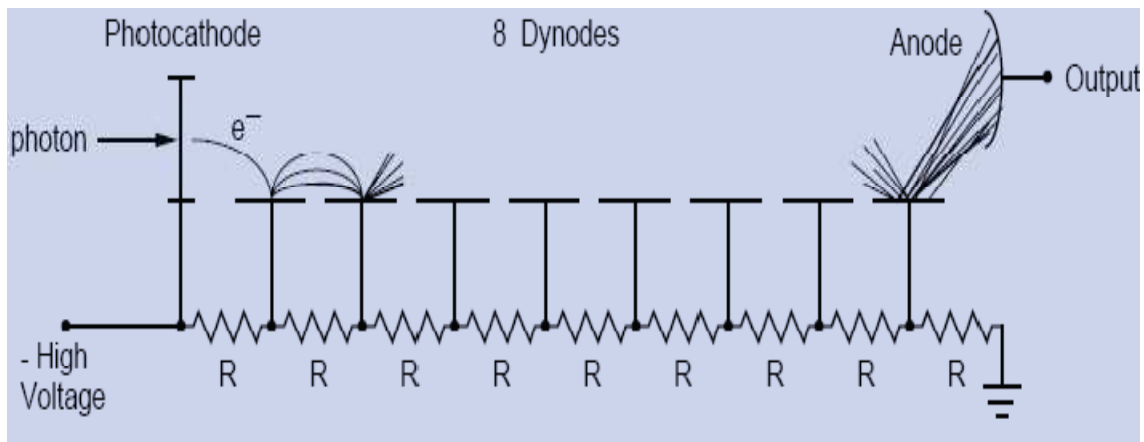 Photocathode
8 Dynodes
Anode
Output
photon
e⁻
- High
Voltage
R R R R R R R R R